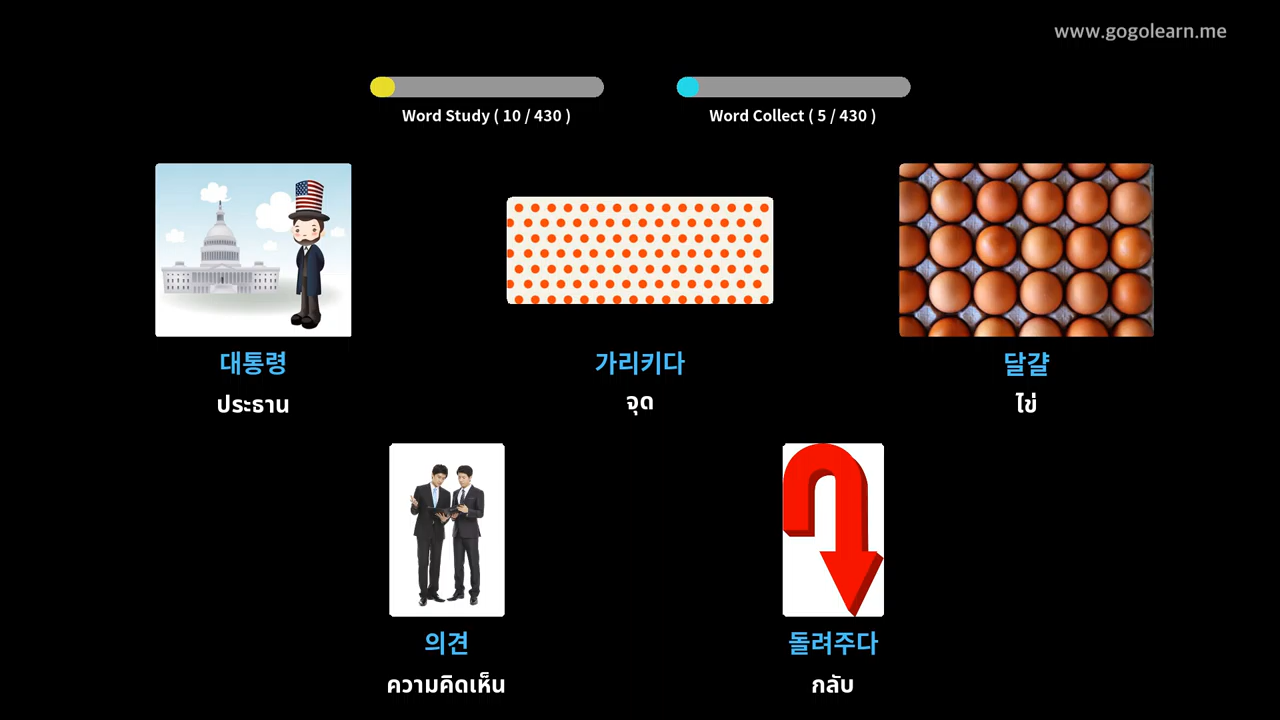 www.gogolearn.me
Word Study ( 10 / 430 )
Word Collect ( 5 / 430 )
대통령
ประธาน
가리키다
จุด
달걀
ไข่
의견
ความคิดเห็น
돌려주다
กลับ